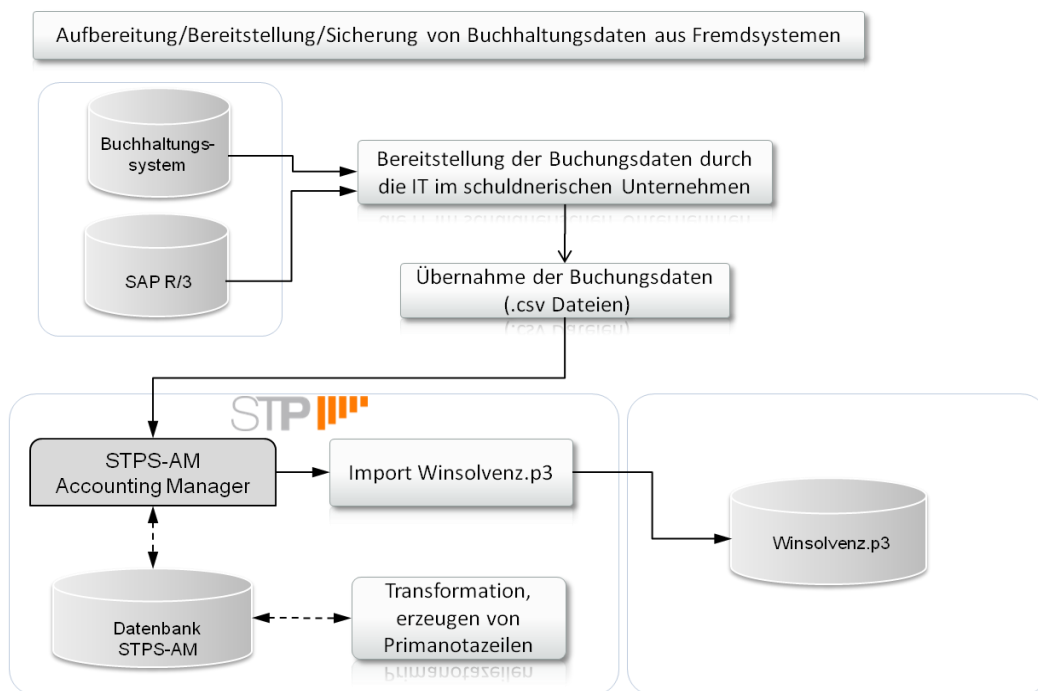 Aufbereitung/Bereitstellung/Sicherung von Buchhaltungsdaten aus Fremdsystemen
Buchhaltungs-
system
SAP R/3
Bereitstellung der Buchungsdaten durch
die IT im schuldnerischen Unternehmen
Übernahme der Buchungsdaten
(.csv Dateien)
STP
STPS-AM
Accounting Manager
Import Winsolvenz.p3
Winsolvenz.p3
Datenbank
STPS-AM
Transformation,
erzeugen von
Primanotazeilen